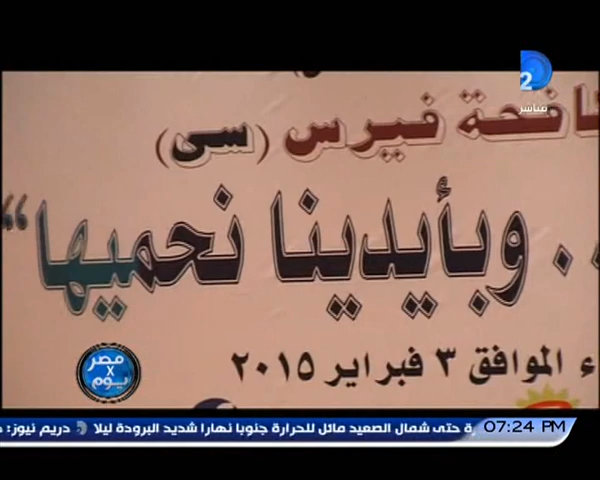 2
مباشر
فيرس (سى)
.. وبأيدينا نحميها"
الموافق ٣ فبراير ٢٠١٥
مصر
X
يوم
حتى شمال الصعيد مائل للحرارة جنوبا نهارا شديد البرودة ليلا دريم نيوز:
07:24 PM